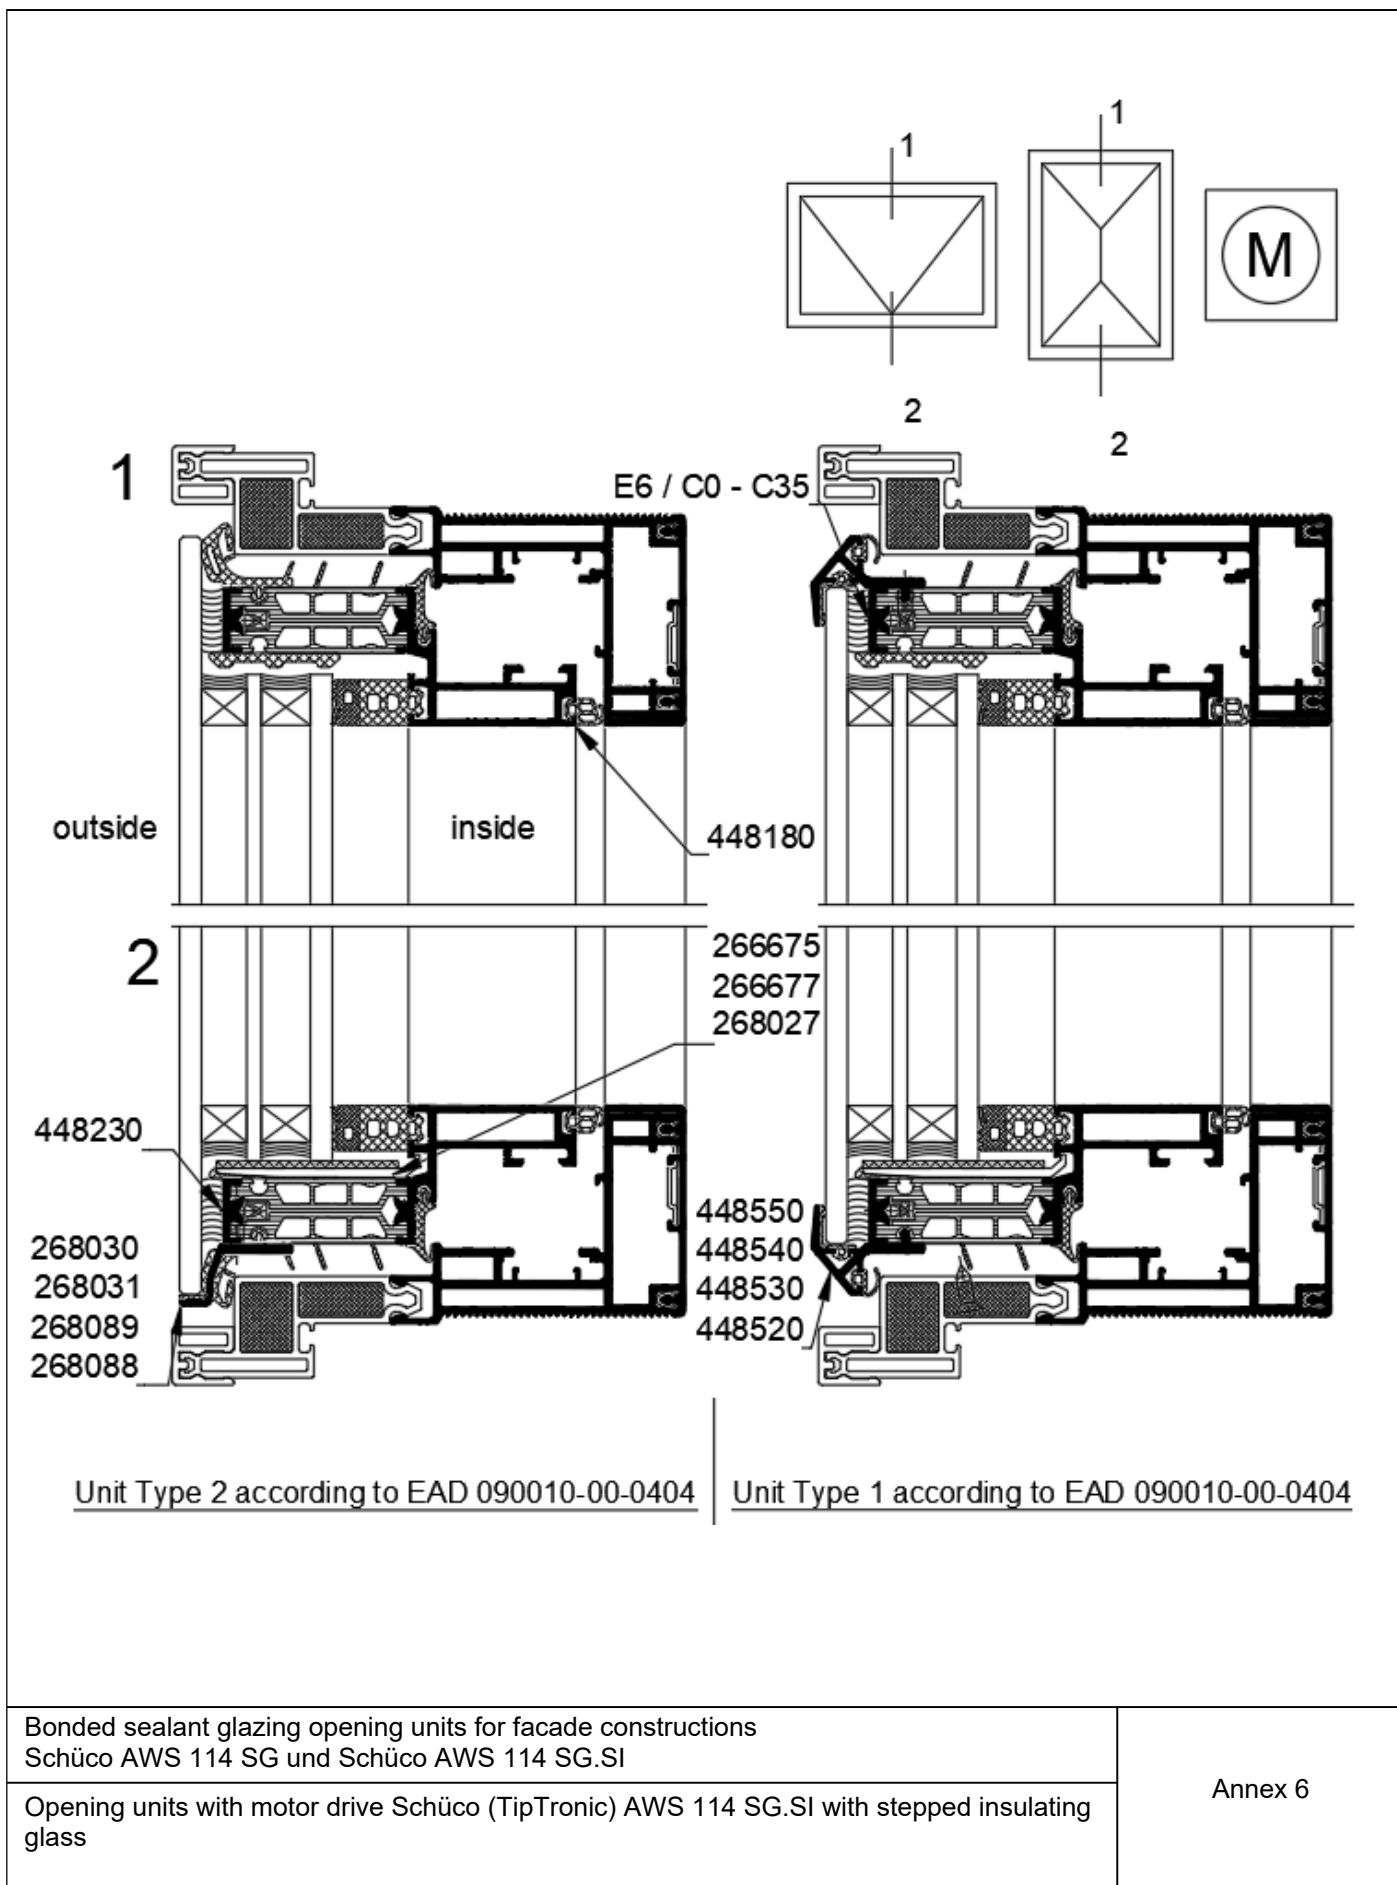 1
1
M
2
2
1
E6 / C0 - C35
outside
inside
448180
2
266675
266677
268027
448230
268030
268031
268089
268088
448550
448540
448530
448520
Unit Type 2 according to EAD 090010-00-0404
Unit Type 1 according to EAD 090010-00-0404
Bonded sealant glazing opening units for facade constructions
Schüco AWS 114 SG und Schüco AWS 114 SG.SI
Annex 6
Opening units with motor drive Schüco (TipTronic) AWS 114 SG.SI with stepped insulating
glass